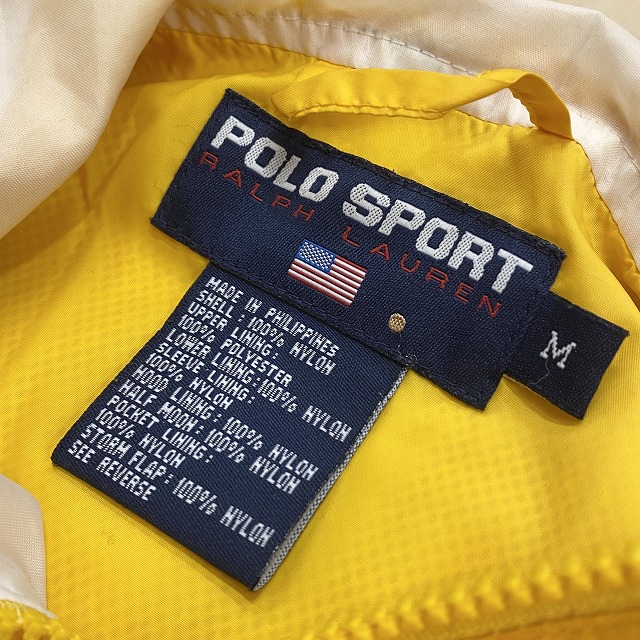 POLO SPORT
RALPH LAUREN
M
MADE IN PHILIPPINES
SHELL: 100% NYLON
UPPER LINING:
100% POLYESTER
LOWER LINING:
SLEEVE LINING: 100% NYLON
100% NYLON
HOOD LINING: 100% NYLON
HALF MOON: 100% NYLON
POCKET LINING:
100% NYLON
STORM FLAP: 100% NYLON
SEE REVERSE